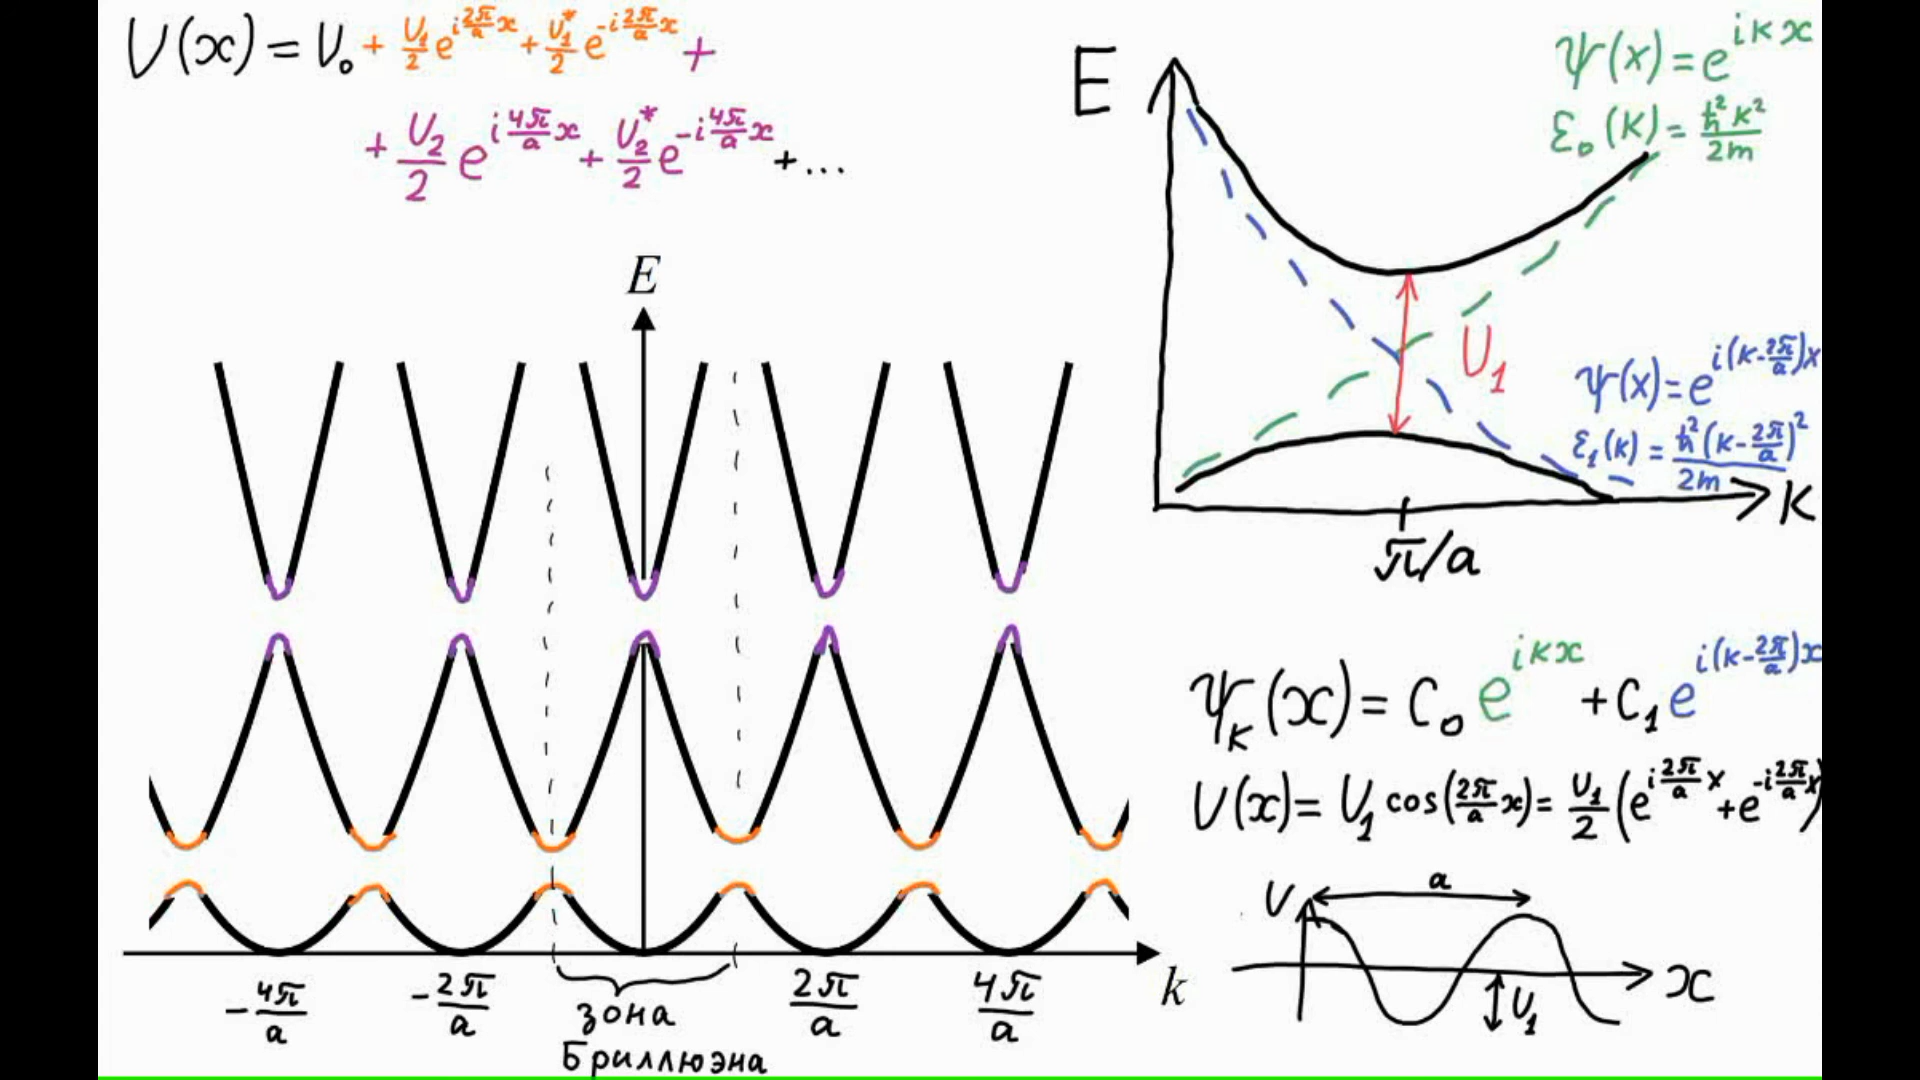 V(x) = V₀ + U₁/2 e^{i 2π/a x} + U₁*/2 e^{-i 2π/a x} +
+ U₂/2 e^{i 4π/a x} + U₂*/2 e^{-i 4π/a x} + ...
E
ψ(x) = e^{ikx}
ε₀(k) = ħ²k²/2m
U₁
ψ(x) = e^{i(k-2π/a)x}
ε₁(k) = ħ²(k-2π/a)²/2m
k
π/a
E
-4π/a
-2π/a
2π/a
4π/a
k
зона
Бриллюэна
ψ_k(x) = C₀ e^{ikx} + C₁ e^{i(k-2π/a)x}
V(x) = U₁ cos(2π/a x) = U₁/2 (e^{i 2π/a x} + e^{-i 2π/a x})
V
a
x
U₁